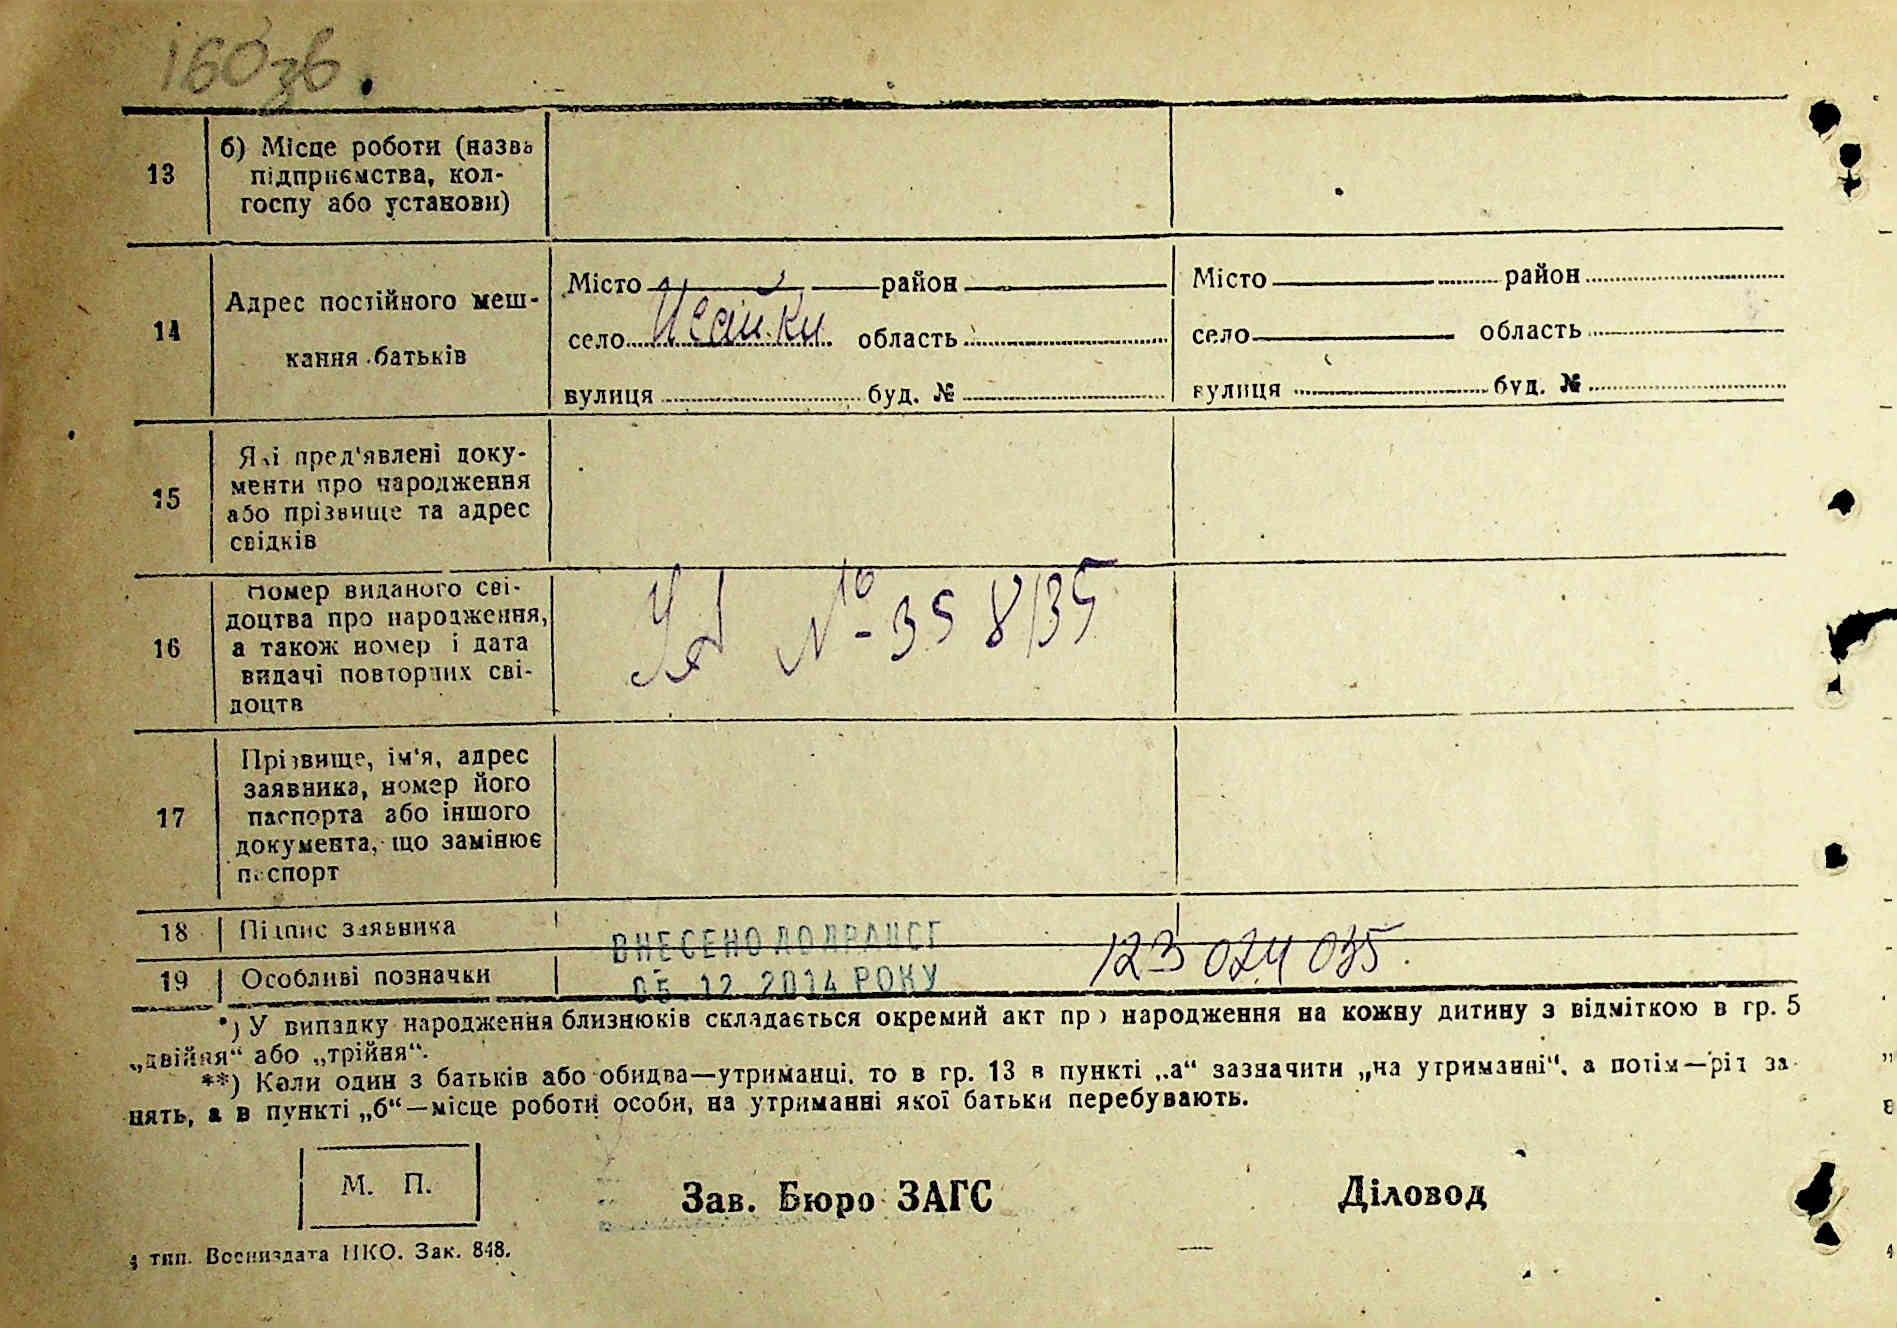 160зв.
13 б) Місце роботи (назва
підприємства, кол-
госпу або установи)
14 Адрес постійного меш-
кання батьків
Місто район Місто район
село Исайки область село область
вулиця буд. № вулиця буд. №
15 Які пред'явлені доку-
менти про народження
або прізвище та адрес
свідків
16 Номер виданого сві-
доцтва про народження,
а також номер і дата
видачі повторних сві-
доцтв
УА № 358135
17 Прізвище, ім'я, адрес
заявника, номер його
паспорта або іншого
документа, що замінює
паспорт
18 Підпис заявника
ВНЕСЕНО ДО ДРАЦСГ
19 Особливі позначки
05 12 2014 РОКУ
123 024 035.
*) У випадку народження близнюків складається окремий акт про народження на кожну дитину з відміткою в гр. 5
„двійня“ або „трійня“.
**) Коли один з батьків або обидва—утриманці, то в гр. 13 в пункті „а“ зазначити „на утриманні“, а потім—рід за-
нять, а в пункті „б“—місце роботи особи, на утриманні якої батьки перебувають.
М. П.
Зав. Бюро ЗАГС Діловод
4 тип. Воениздата НКО. Зак. 848.